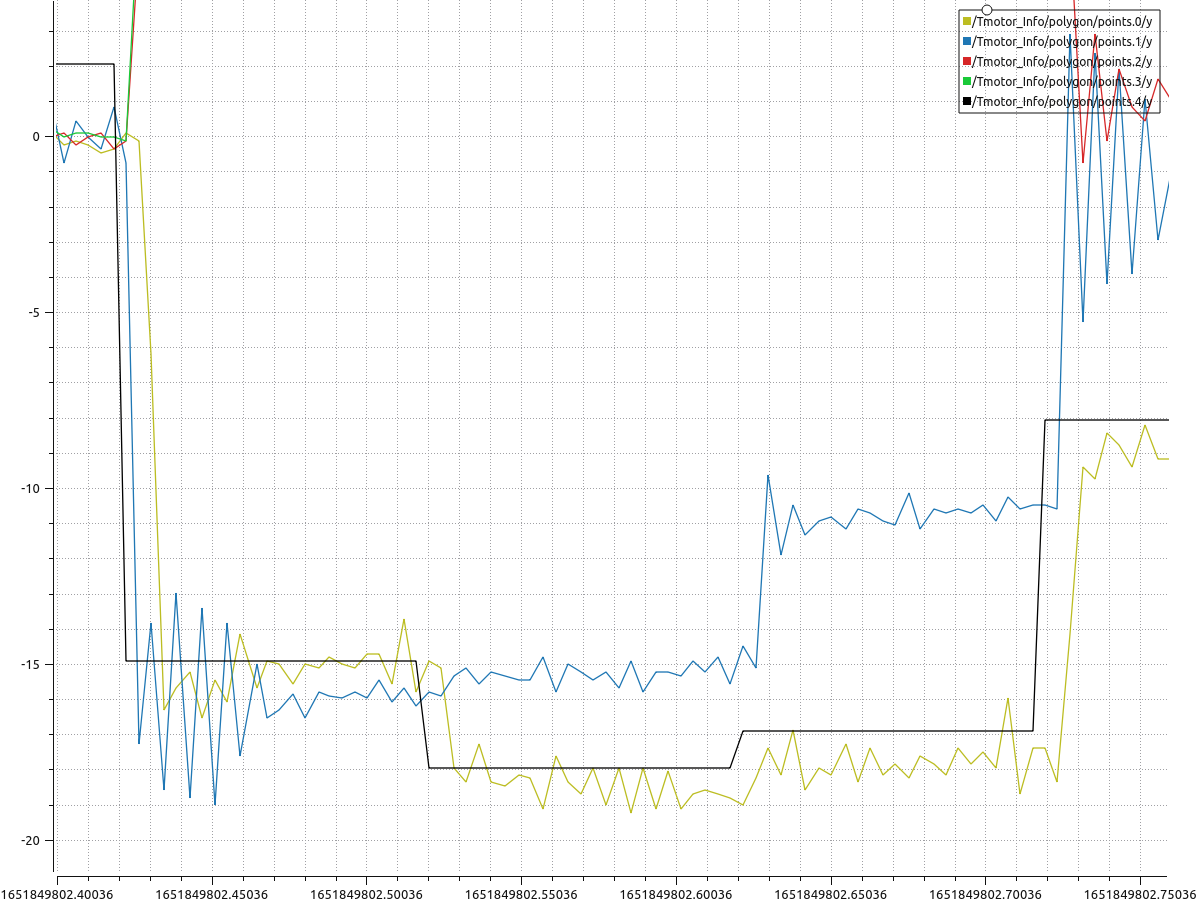 /Tmotor_Info/polygon/points.0/y
/Tmotor_Info/polygon/points.1/y
/Tmotor_Info/polygon/points.2/y
/Tmotor_Info/polygon/points.3/y
/Tmotor_Info/polygon/points.4/y
0
-5
-10
-15
-20
1651849802.40036 1651849802.45036 1651849802.50036 1651849802.55036 1651849802.60036 1651849802.65036 1651849802.70036 1651849802.75036